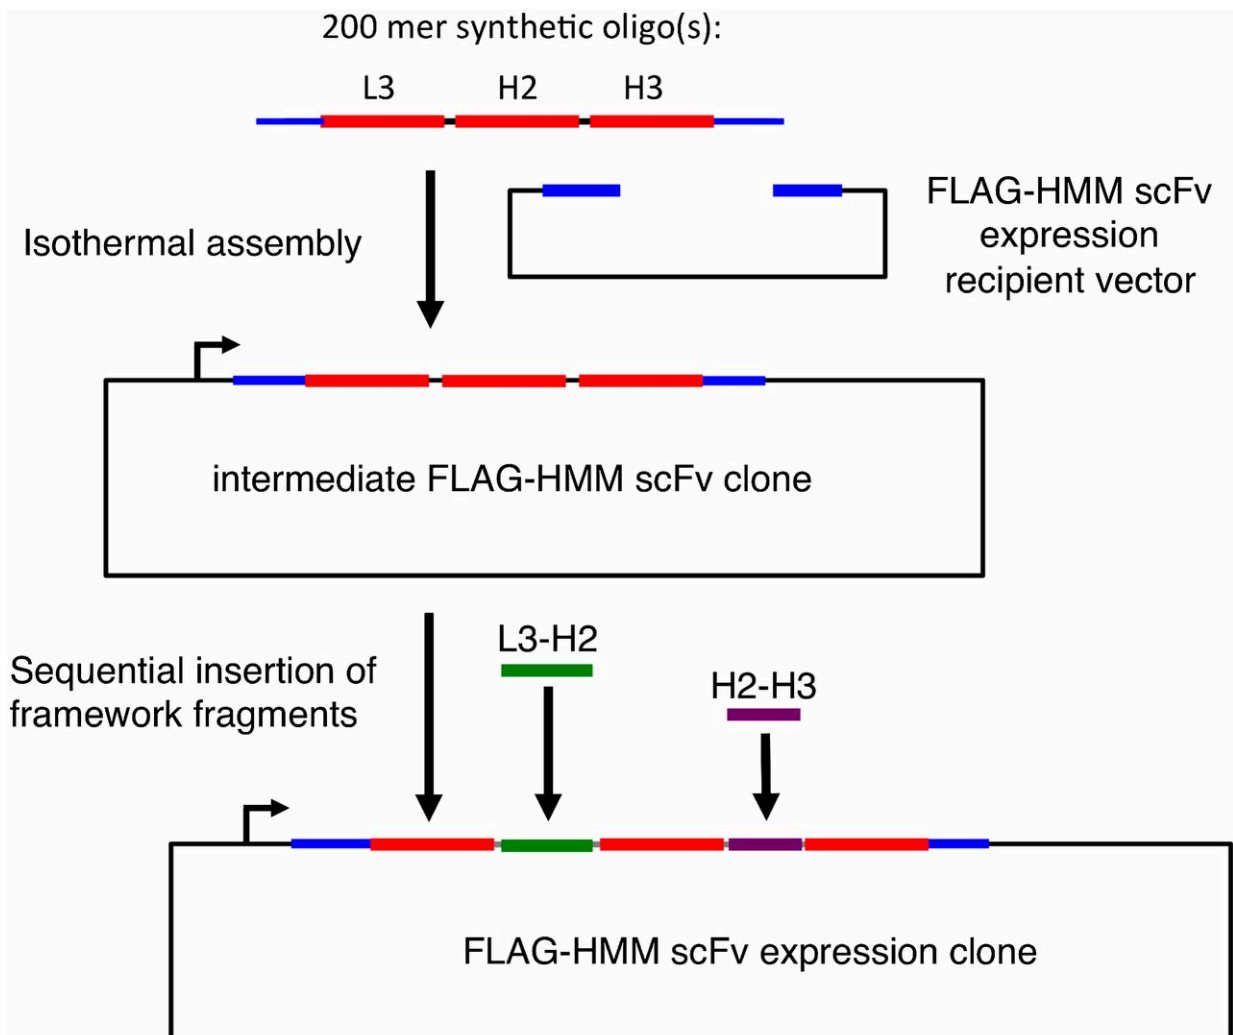 200 mer synthetic oligo(s):
L3 H2 H3
FLAG-HMM scFv
expression
recipient vector
Isothermal assembly
intermediate FLAG-HMM scFv clone
Sequential insertion of
framework fragments
L3-H2
H2-H3
FLAG-HMM scFv expression clone